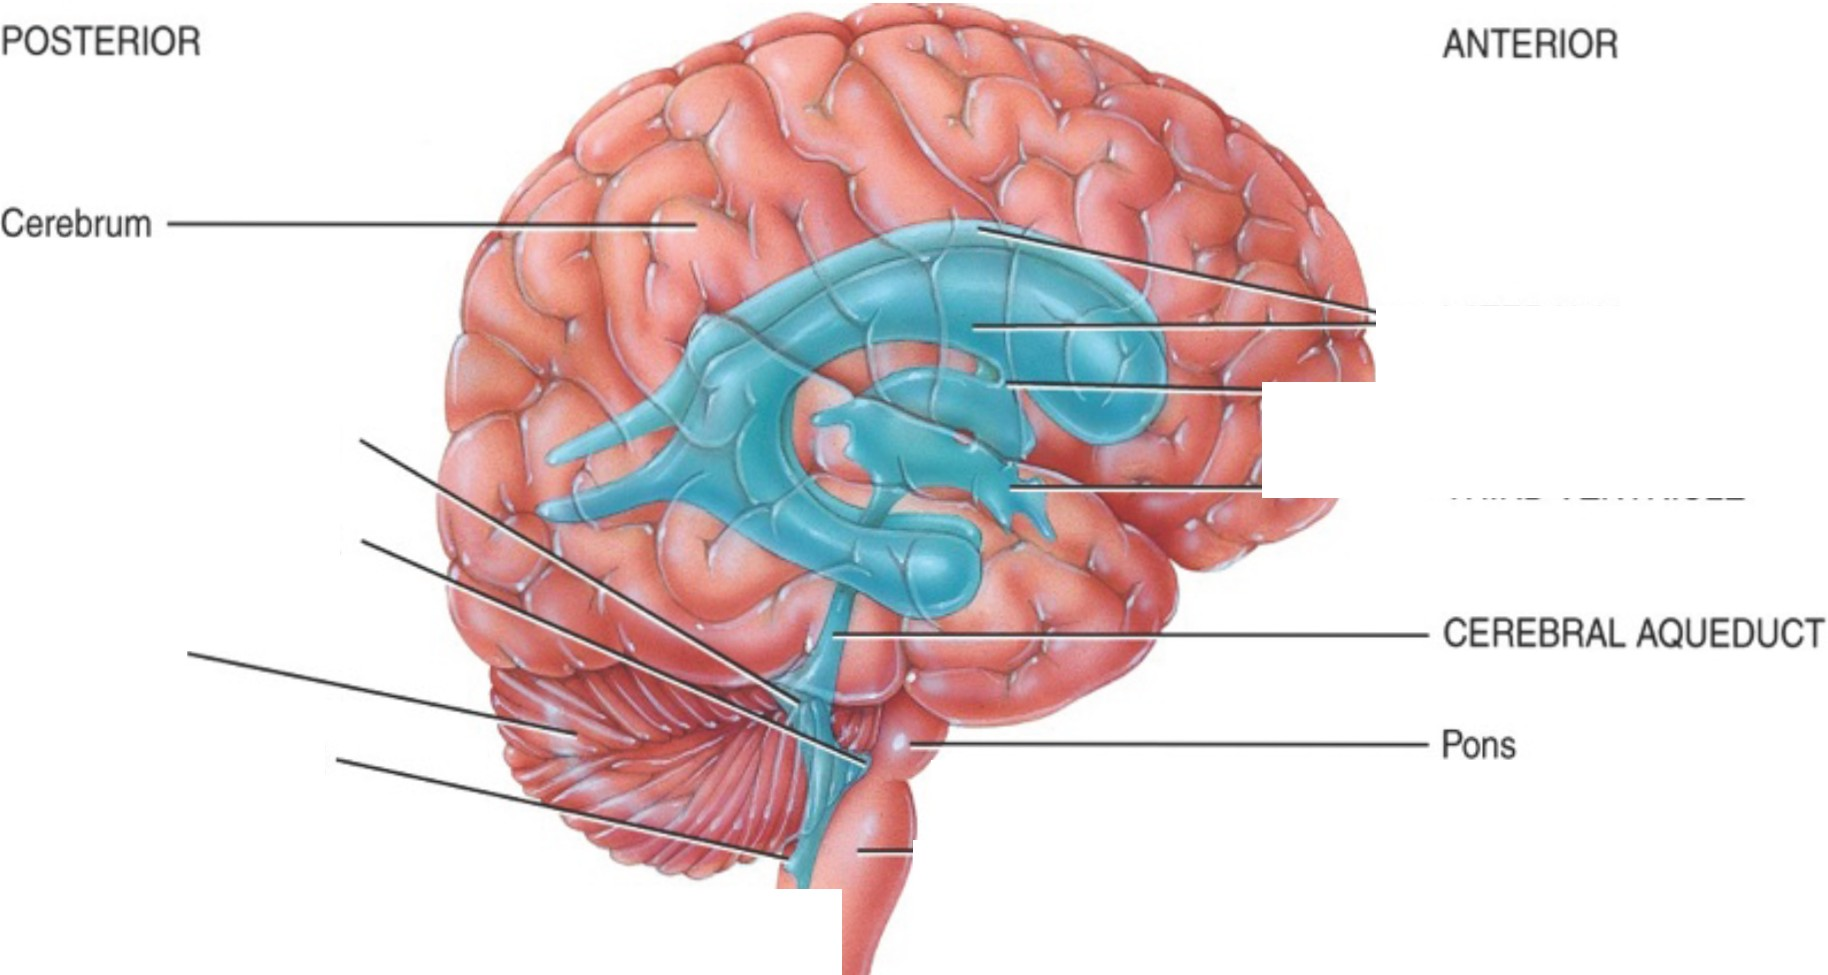 POSTERIOR
ANTERIOR
Cerebrum
CEREBRAL AQUEDUCT
Pons